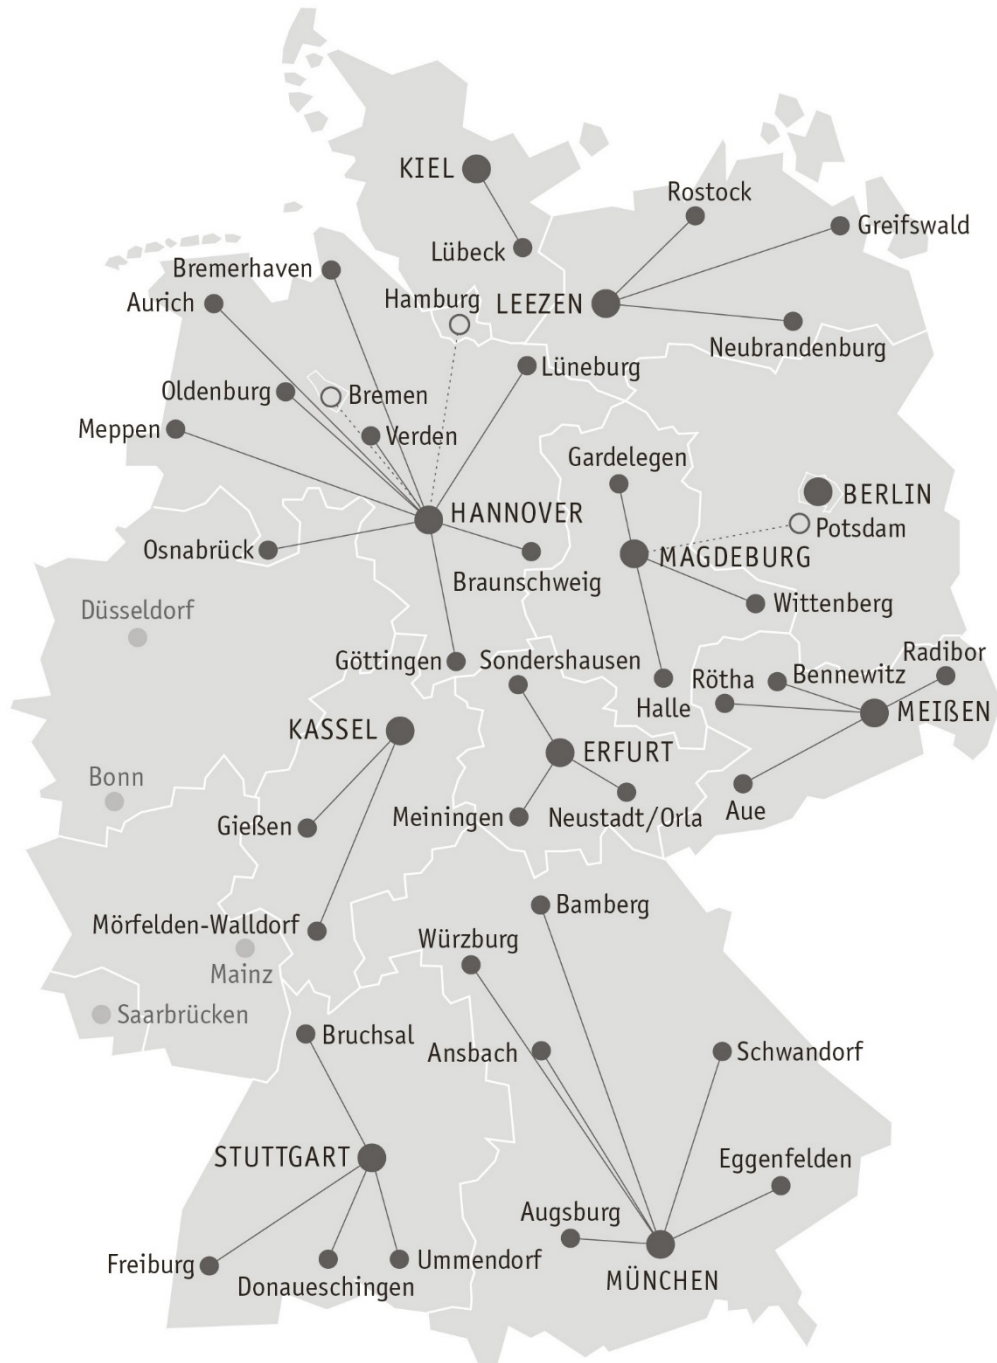 KIEL
Rostock
Greifswald
Lübeck
Bremerhaven
Aurich
Hamburg
LEEZEN
Neubrandenburg
Lüneburg
Oldenburg
Bremen
Meppen
Verden
Gardelegen
HANNOVER
BERLIN
Potsdam
Osnabrück
MAGDEBURG
Braunschweig
Düsseldorf
Wittenberg
Göttingen
Sondershausen
Radibor
Rötha
Bennewitz
Halle
MEIßEN
KASSEL
ERFURT
Bonn
Gießen
Meiningen
Neustadt/Orla
Aue
Bamberg
Mörfelden-Walldorf
Würzburg
Mainz
Saarbrücken
Bruchsal
Ansbach
Schwandorf
STUTTGART
Eggenfelden
Augsburg
Freiburg
Ummendorf
Donaueschingen
MÜNCHEN